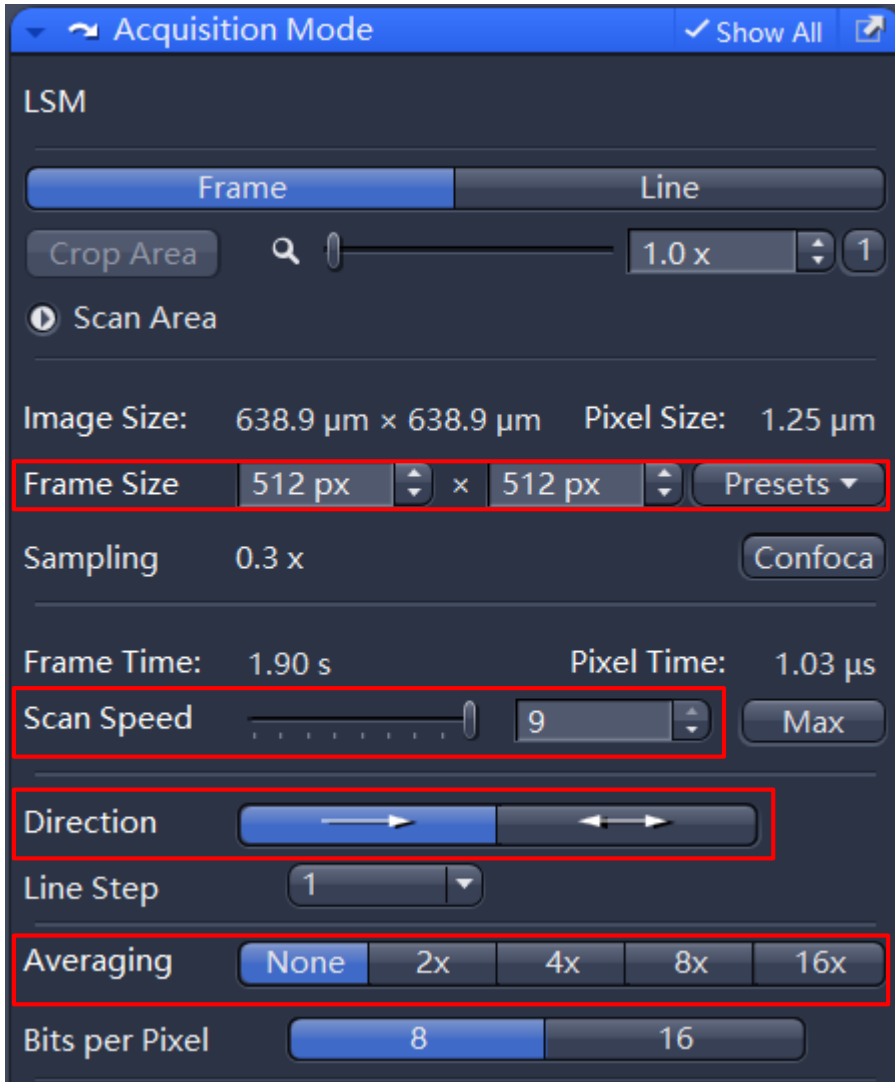 Acquisition Mode Show All
LSM
Frame Line
Crop Area 1.0 x 1
Scan Area
Image Size: 638.9 μm × 638.9 μm Pixel Size: 1.25 μm
Frame Size 512 px × 512 px Presets
Sampling 0.3 x Confoca
Frame Time: 1.90 s Pixel Time: 1.03 μs
Scan Speed 9 Max
Direction
Line Step 1
Averaging None 2x 4x 8x 16x
Bits per Pixel 8 16